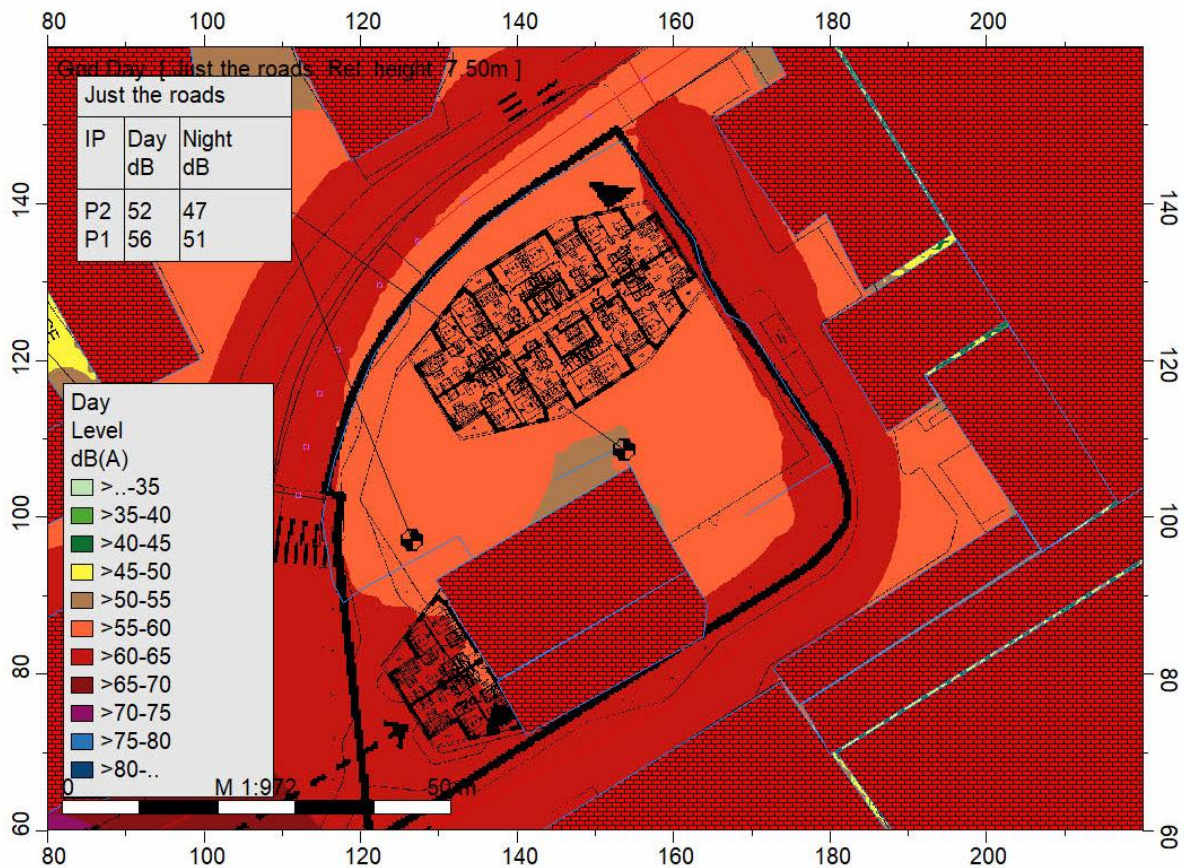 80 100 120 140 160 180 200
Grid Day [ Just the roads Rel. height 7.50m ]
Just the roads
IP Day dB Night dB
P2 52 47
P1 56 51
Day
Level
dB(A)
>..-35
>35-40
>40-45
>45-50
>50-55
>55-60
>60-65
>65-70
>70-75
>75-80
>80-..
0 M 1:972 50 m
140
120
100
80
60
140
120
100
80
60
80 100 120 140 160 180 200